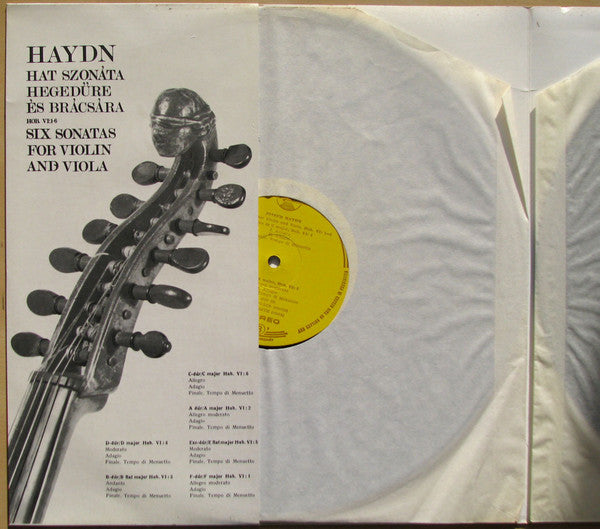 HAYDN
HAT SZONÁTA
HEGEDÜRE
ÉS BRÁCSÁRA
HOB. VI:1-6
SIX SONATAS
FOR VIOLIN
AND VIOLA
C-dúr/C major Hob. VI:6
Allegro
Adagio
Finale. Tempo di Menuetto
A dúr/A major Hob. VI:2
Allegro moderato
Adagio
Finale. Tempo di Menuetto
D-dúr/D major Hob. VI:4
Moderato
Adagio
Finale. Tempo di Menuetto
Esz-dúr/E flat major Hob. VI:5
Allegro moderato
Adagio
Finale. Tempo di Menuetto
B-dúr/B flat major Hob. VI:3
Andante
Adagio
Finale. Tempo di Menuetto
F-dúr/F major Hob. VI:1
Allegro moderato
Adagio
Finale. Tempo di Menuetto
JOSEPH HAYDN